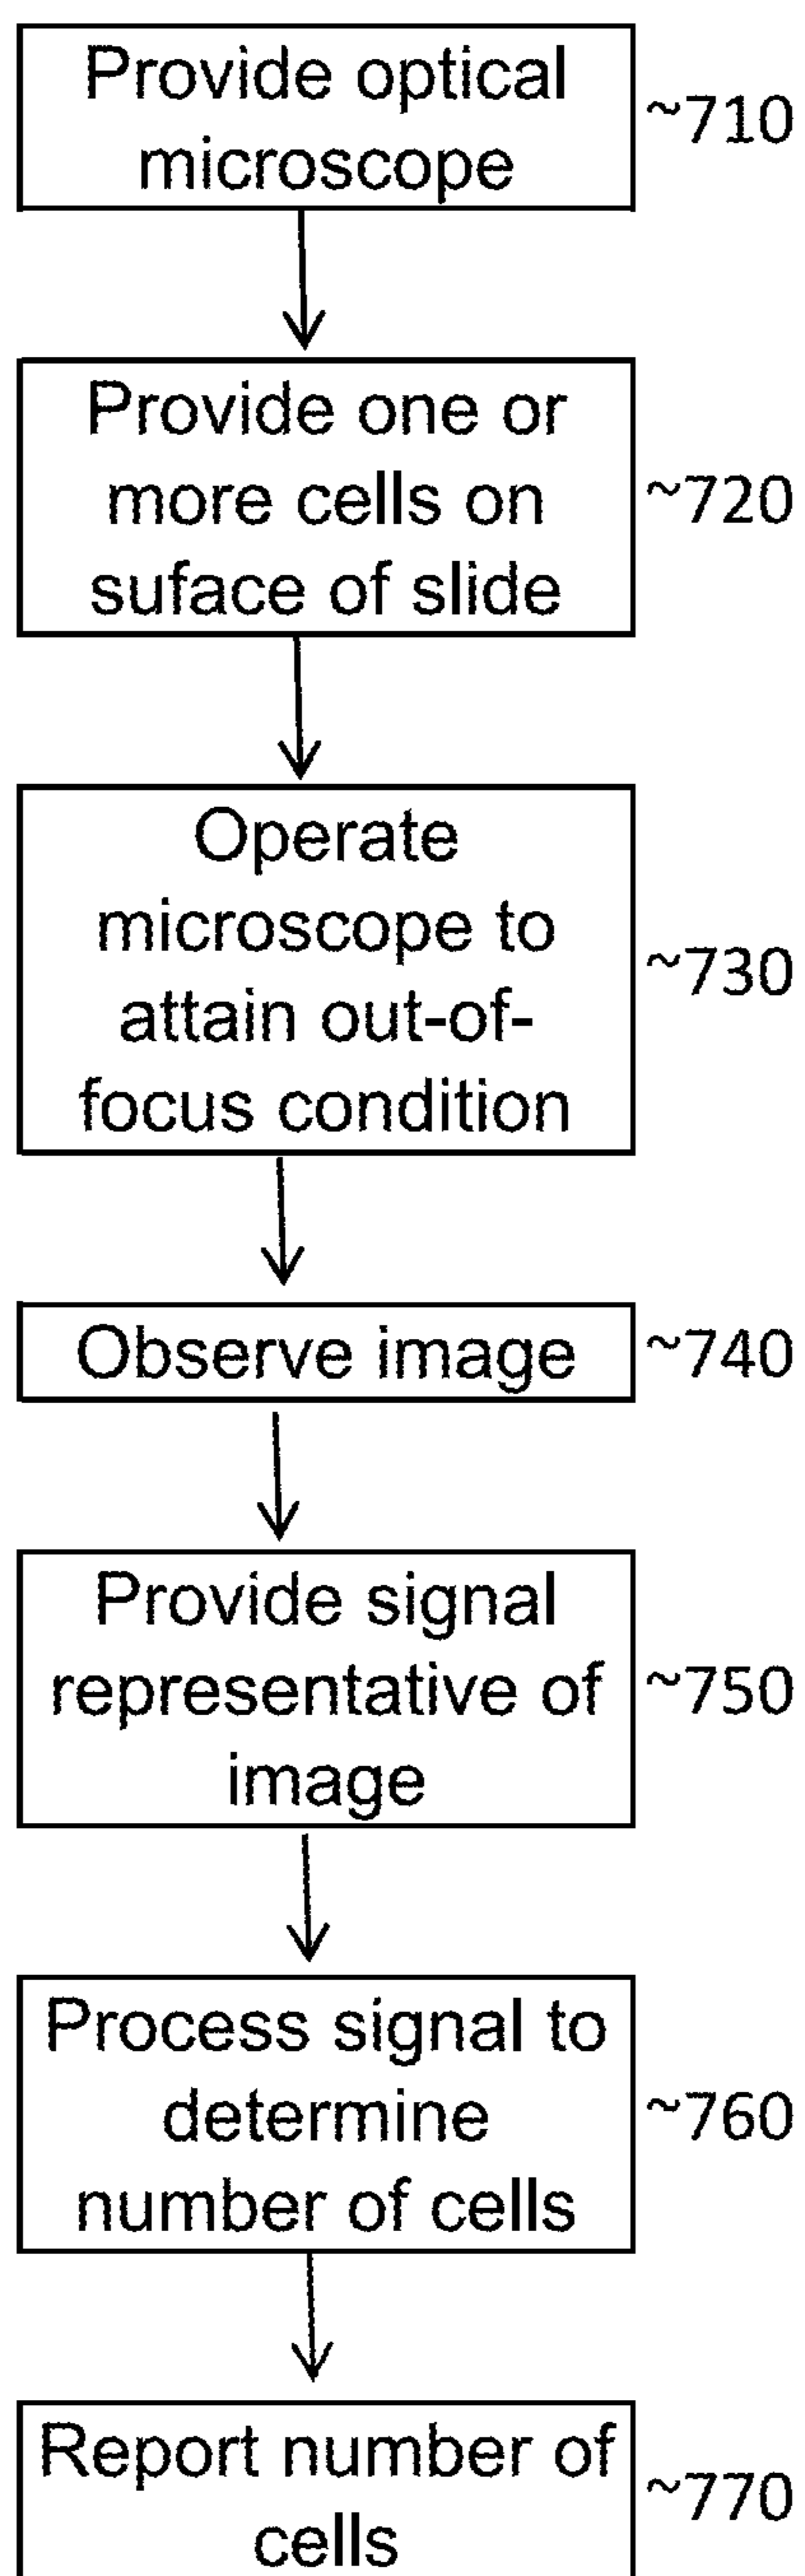 Provide optical
microscope
~710
Provide one or
more cells on
suface of slide
~720
Operate
microscope to
attain out-of-
focus condition
~730
Observe image
~740
Provide signal
representative of
image
~750
Process signal to
determine
number of cells
~760
Report number of
cells
~770